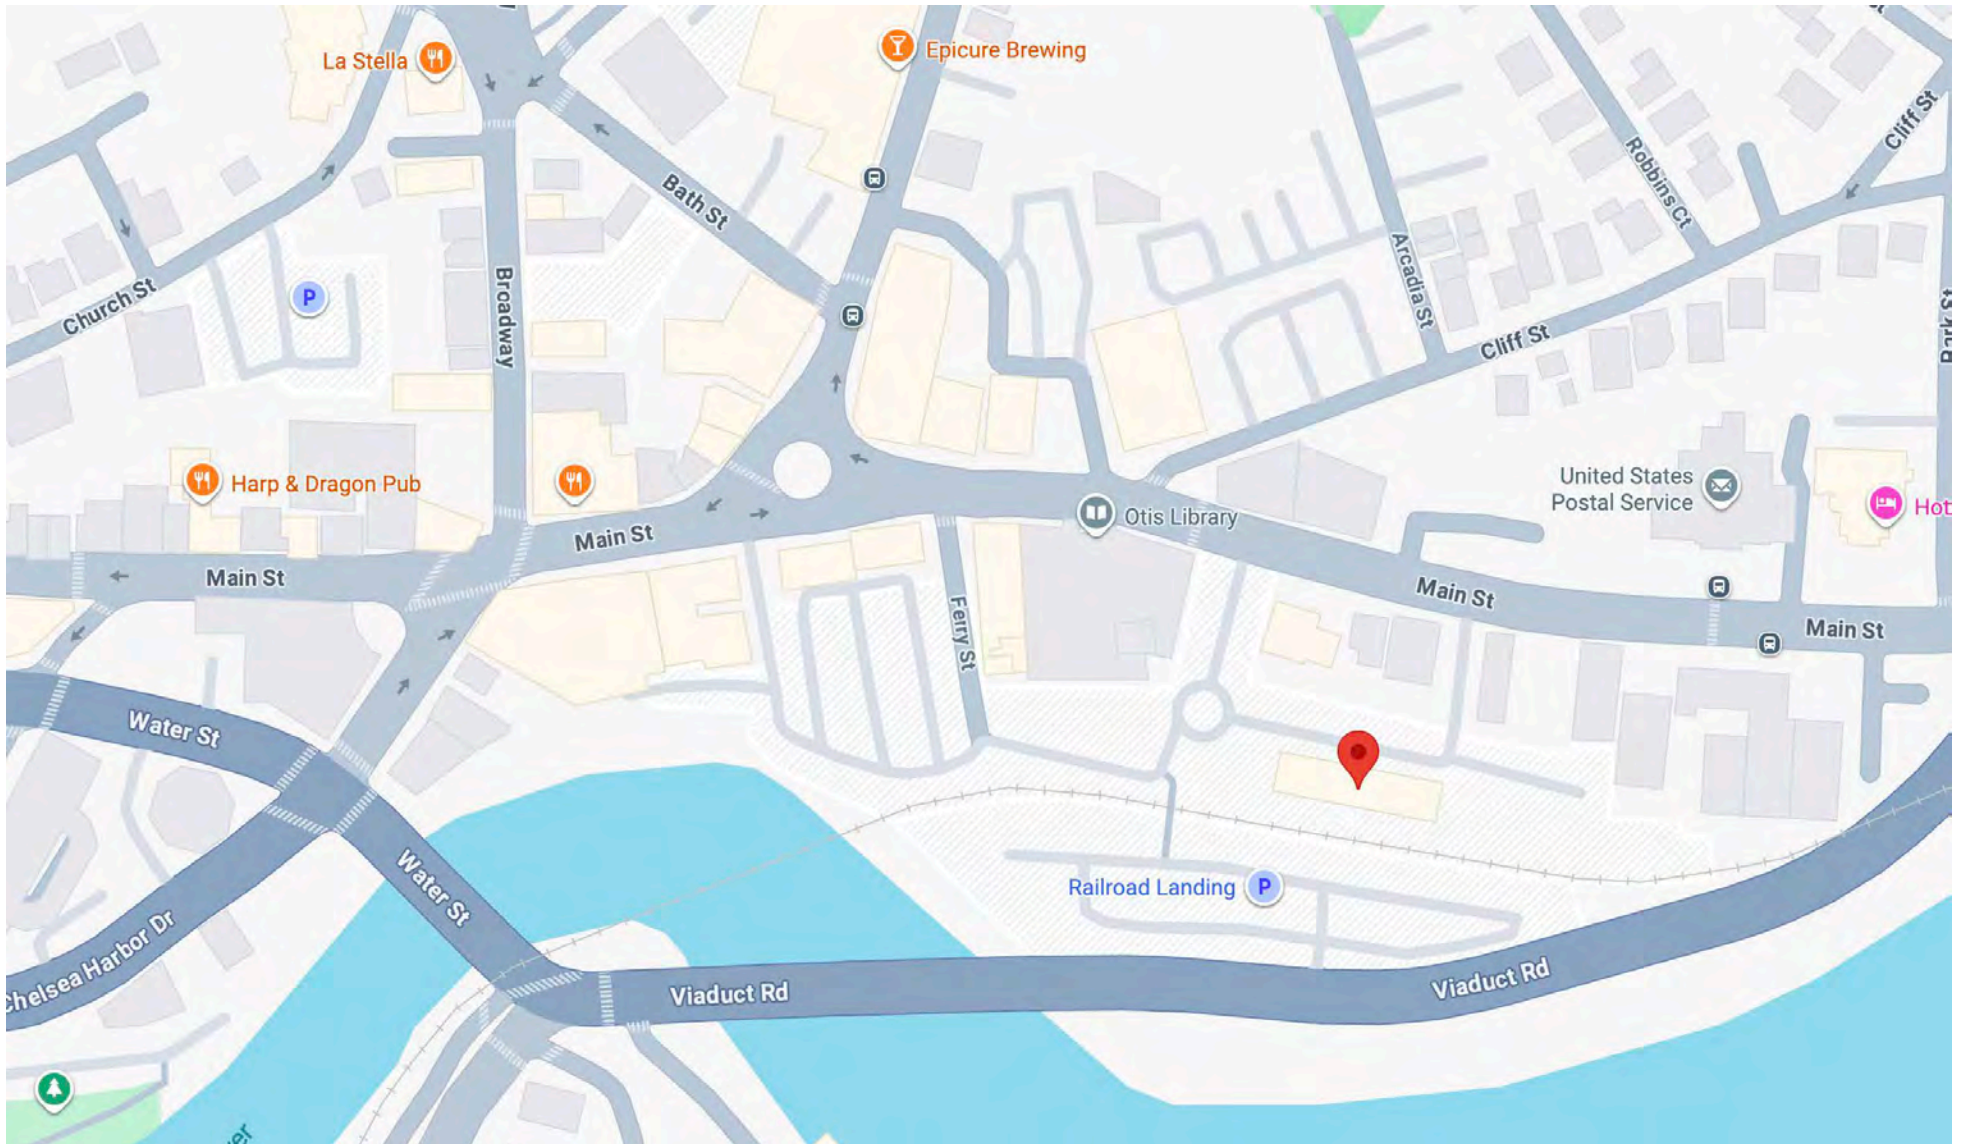 La Stella
Epicure Brewing
Cliff St
Robbins Ct
Bath St
Arcadia St
Church St
P
Broadway
Cliff St
Park St
Harp & Dragon Pub
United States
Postal Service
Hot
Otis Library
Main St
Main St
Main St
Main St
Ferry St
Water St
Water St
Railroad Landing P
Chelsea Harbor Dr
Viaduct Rd
Viaduct Rd